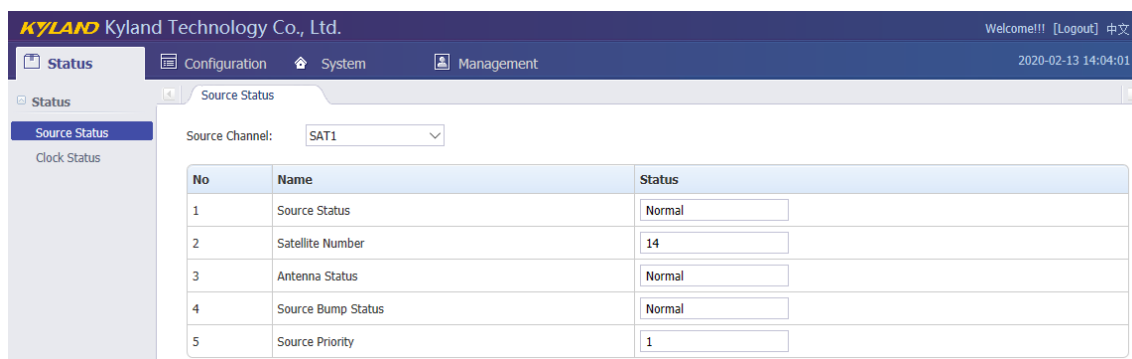 KYLAND Kyland Technology Co., Ltd.
Welcome!!! [Logout] 中文
Status Configuration System Management 2020-02-13 14:04:01
Status
Source Status
Clock Status
Source Status
Source Channel: SAT1
No Name Status
1 Source Status Normal
2 Satellite Number 14
3 Antenna Status Normal
4 Source Bump Status Normal
5 Source Priority 1